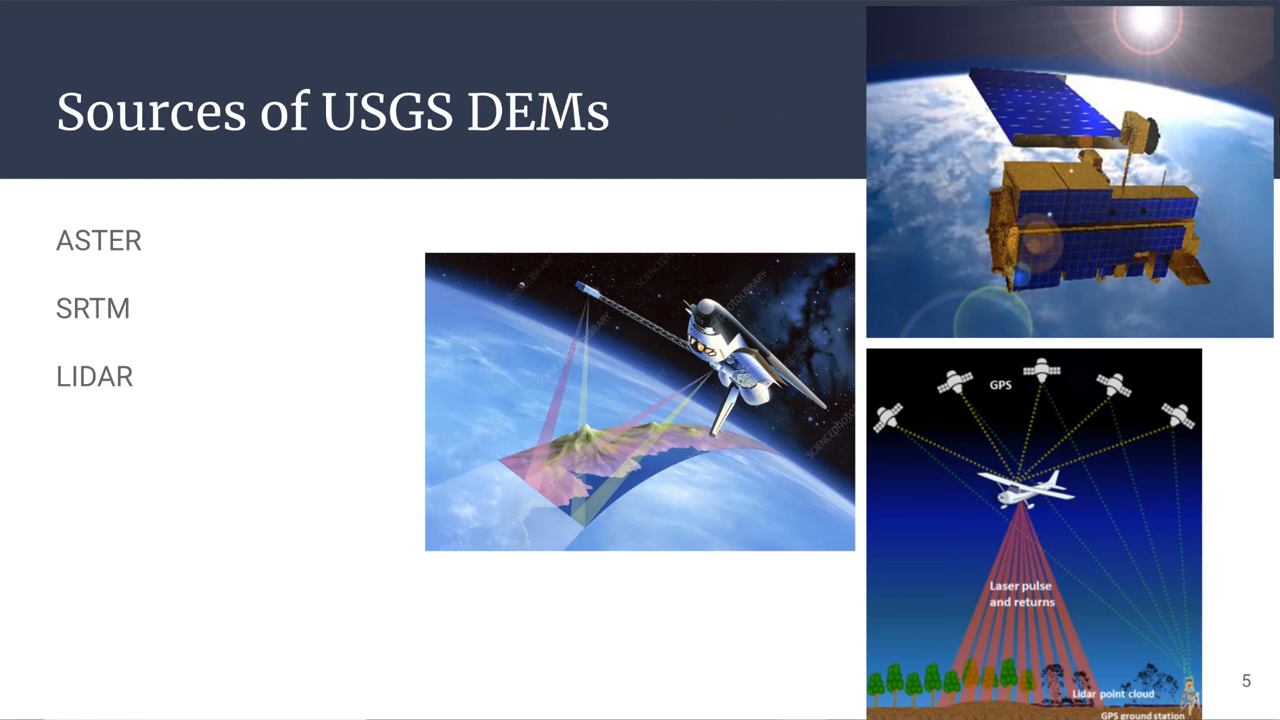 Sources of USGS DEMs
ASTER
SRTM
LIDAR
SCIENCEphotoLIBRARY
GPS
Laser pulse
and returns
Lidar point cloud
GPS ground station
5